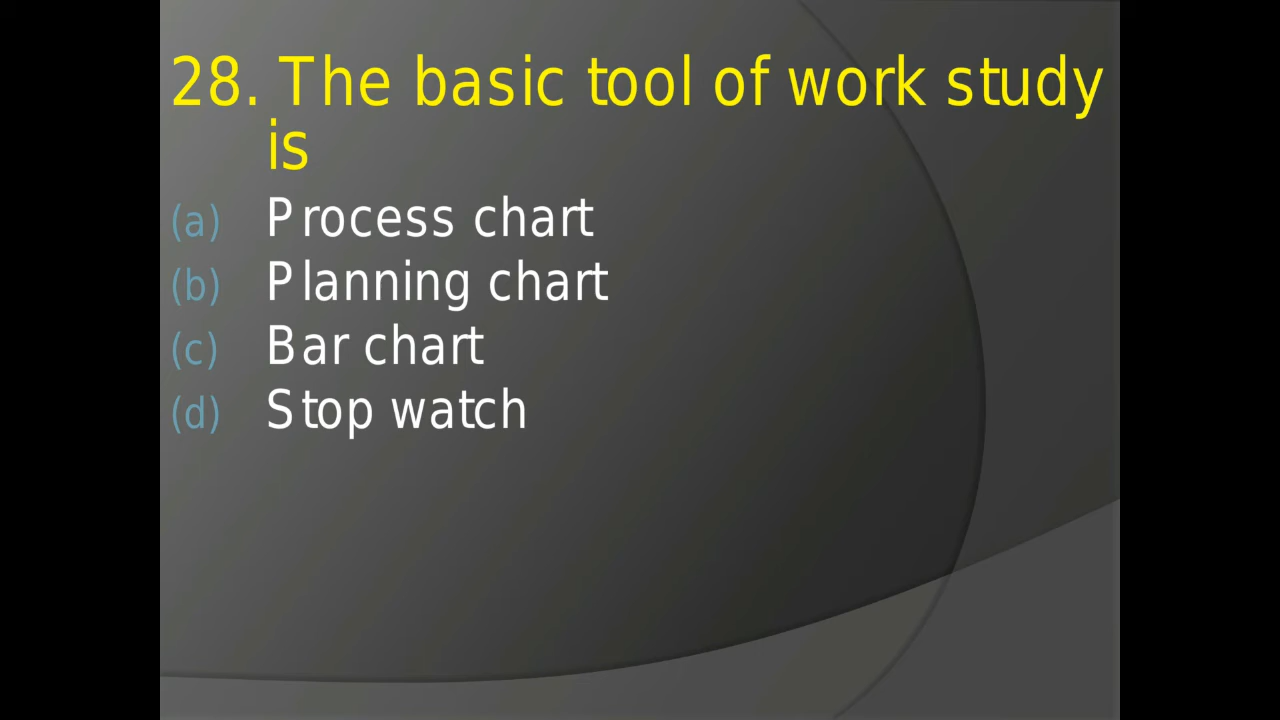 28. The basic tool of work study
is
(a) Process chart
(b) Planning chart
(c) Bar chart
(d) Stop watch